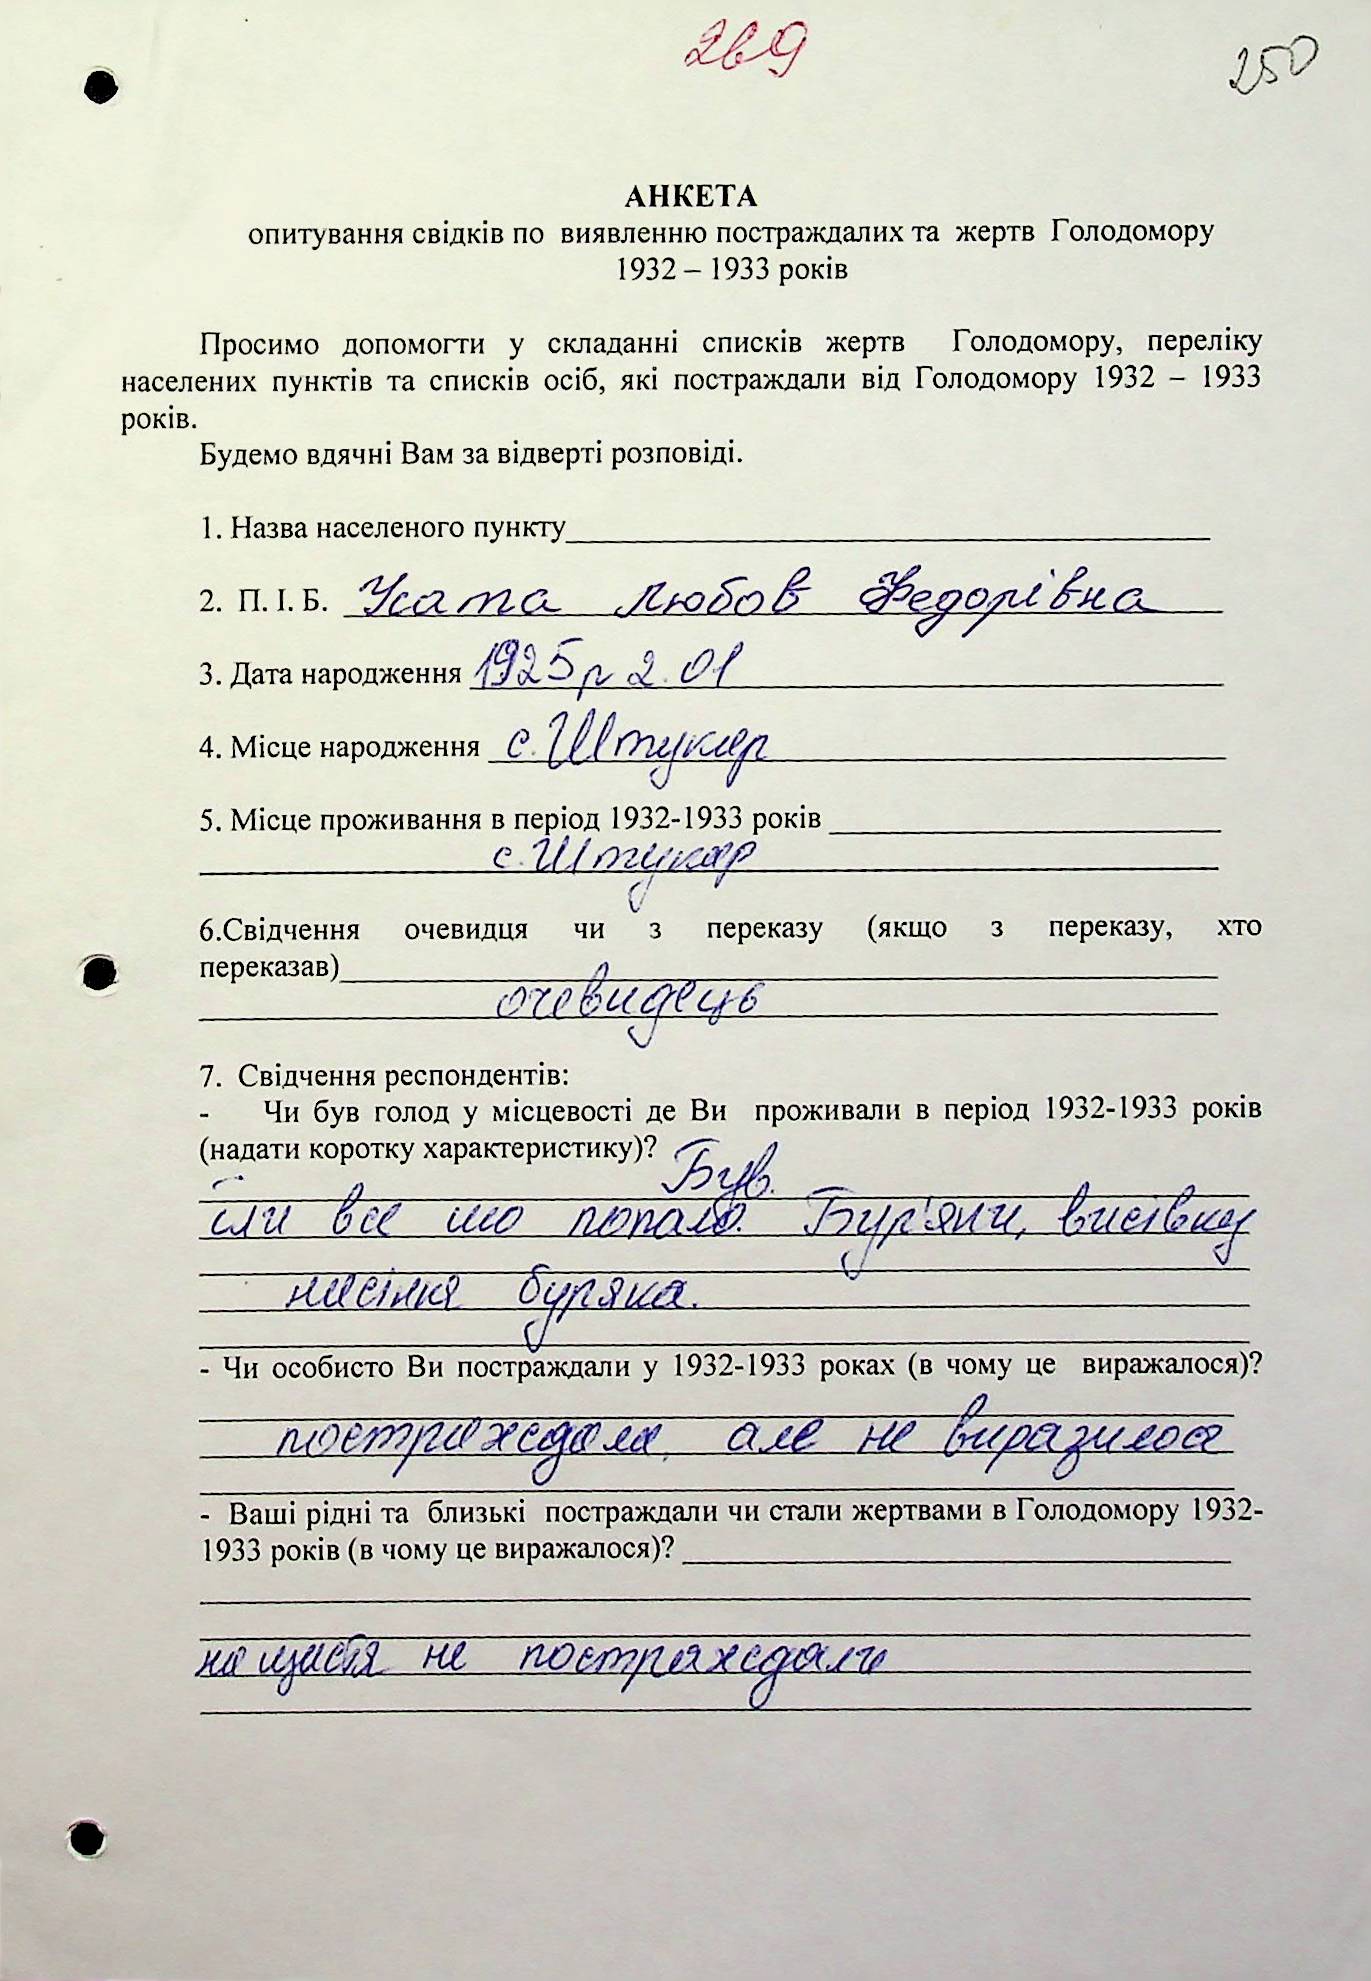 269
250
АНКЕТА
опитування свідків по виявленню постраждалих та жертв Голодомору
1932 – 1933 років
Просимо допомогти у складанні списків жертв Голодомору, переліку
населених пунктів та списків осіб, які постраждали від Голодомору 1932 – 1933
років.
Будемо вдячні Вам за відверті розповіді.
1. Назва населеного пункту
2. П. І. Б. Усата Любов Федорівна
3. Дата народження 1925р 2.01
4. Місце народження с. Штукар
5. Місце проживання в період 1932-1933 років
с. Штукар
6.Свідчення очевидця чи з переказу (якщо з переказу, хто
переказав)
очевидець
7. Свідчення респондентів:
- Чи був голод у місцевості де Ви проживали в період 1932-1933 років
(надати коротку характеристику)?
Був.
їли все що попало. Бур'яни, висівку
насіння буряка.
- Чи особисто Ви постраждали у 1932-1933 роках (в чому це виражалося)?
постраждала, але не виразилося
- Ваші рідні та близькі постраждали чи стали жертвами в Голодомору 1932-
1933 років (в чому це виражалося)?
на щастя не постраждали